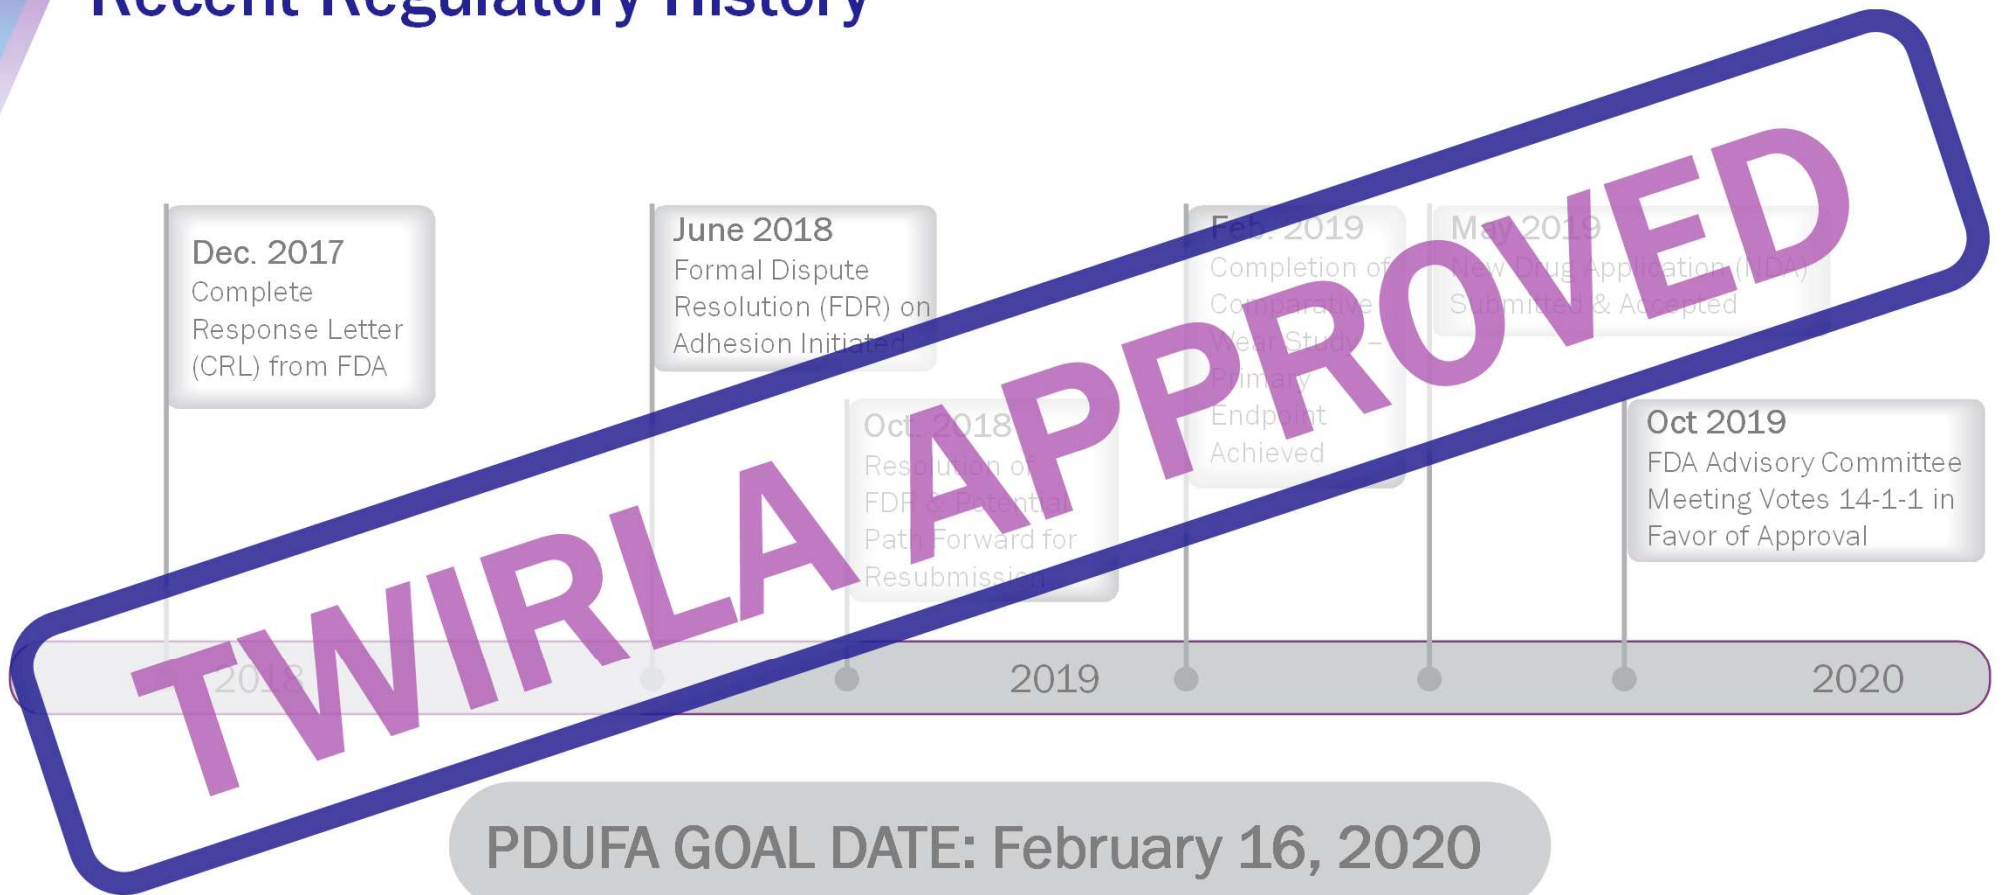 Recent Regulatory History
Dec. 2017
Complete
Response Letter
(CRL) from FDA
June 2018
Formal Dispute
Resolution (FDR) on
Adhesion Initiated
Oct. 2018
Resolution of
FDR & Potential
Path Forward for
Resubmission
Feb. 2019
Completion of
Comparative
Wear Study –
Primary
Endpoint
Achieved
May 2019
New Drug Application (NDA)
Submitted & Accepted
Oct 2019
FDA Advisory Committee
Meeting Votes 14-1-1 in
Favor of Approval
TWIRLA APPROVED
2018
2019
2020
PDUFA GOAL DATE: February 16, 2020